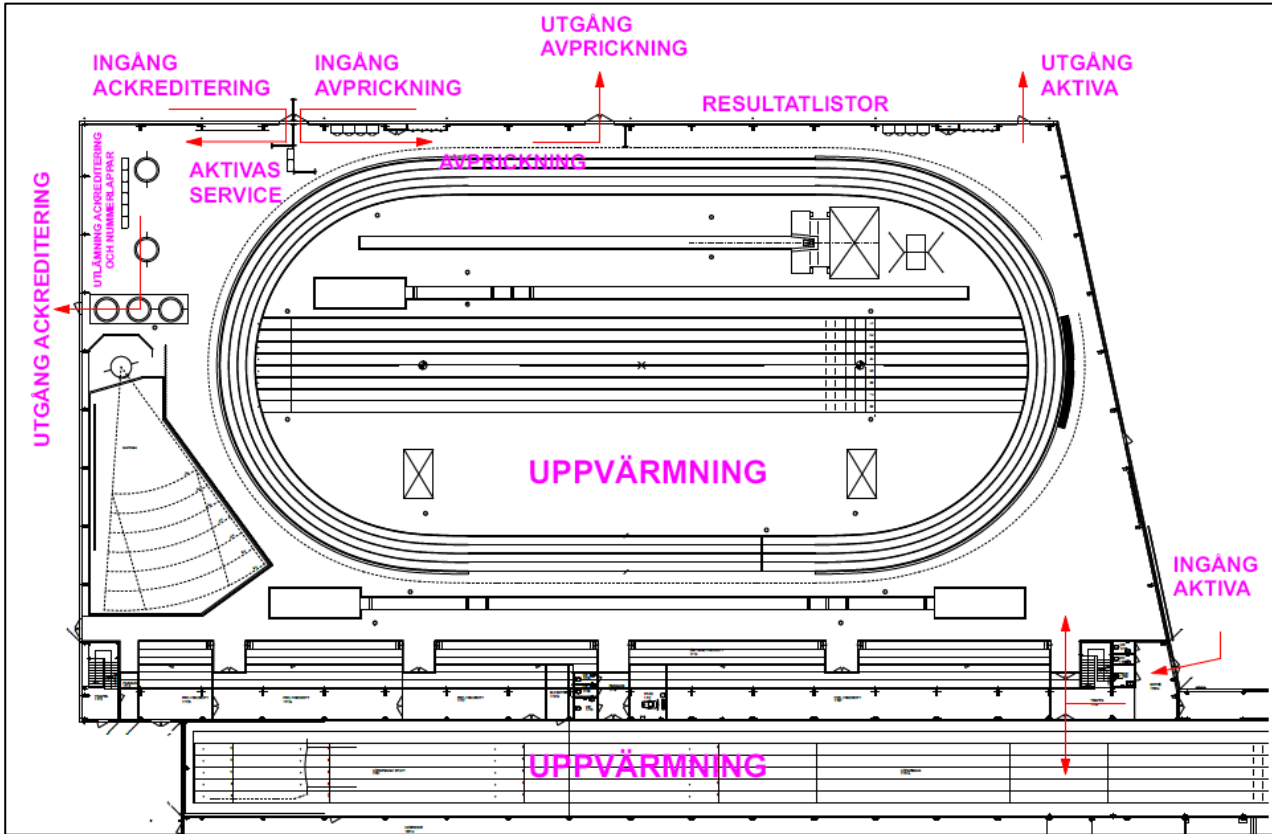 UTGÅNG
AVPRICKNING
INGÅNG
ACKREDITERING
INGÅNG
AVPRICKNING
UTGÅNG
AKTIVA
RESULTATLISTOR
AVPRICKNING
AKTIVAS
SERVICE
UTLÄMNING ACKREDITERING
OCH NUMMERLAPPAR
UTGÅNG ACKREDITERING
UPPVÄRMNING
INGÅNG
AKTIVA
UPPVÄRMNING